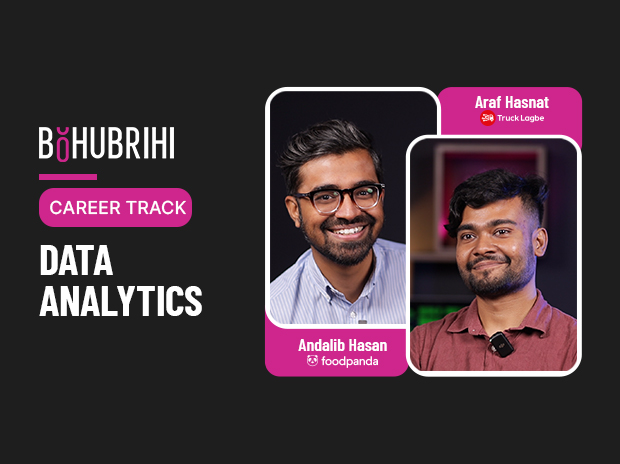 BOHUBRIHI
CAREER TRACK
DATA
ANALYTICS
Araf Hasnat
Truck Lagbe
Andalib Hasan
foodpanda